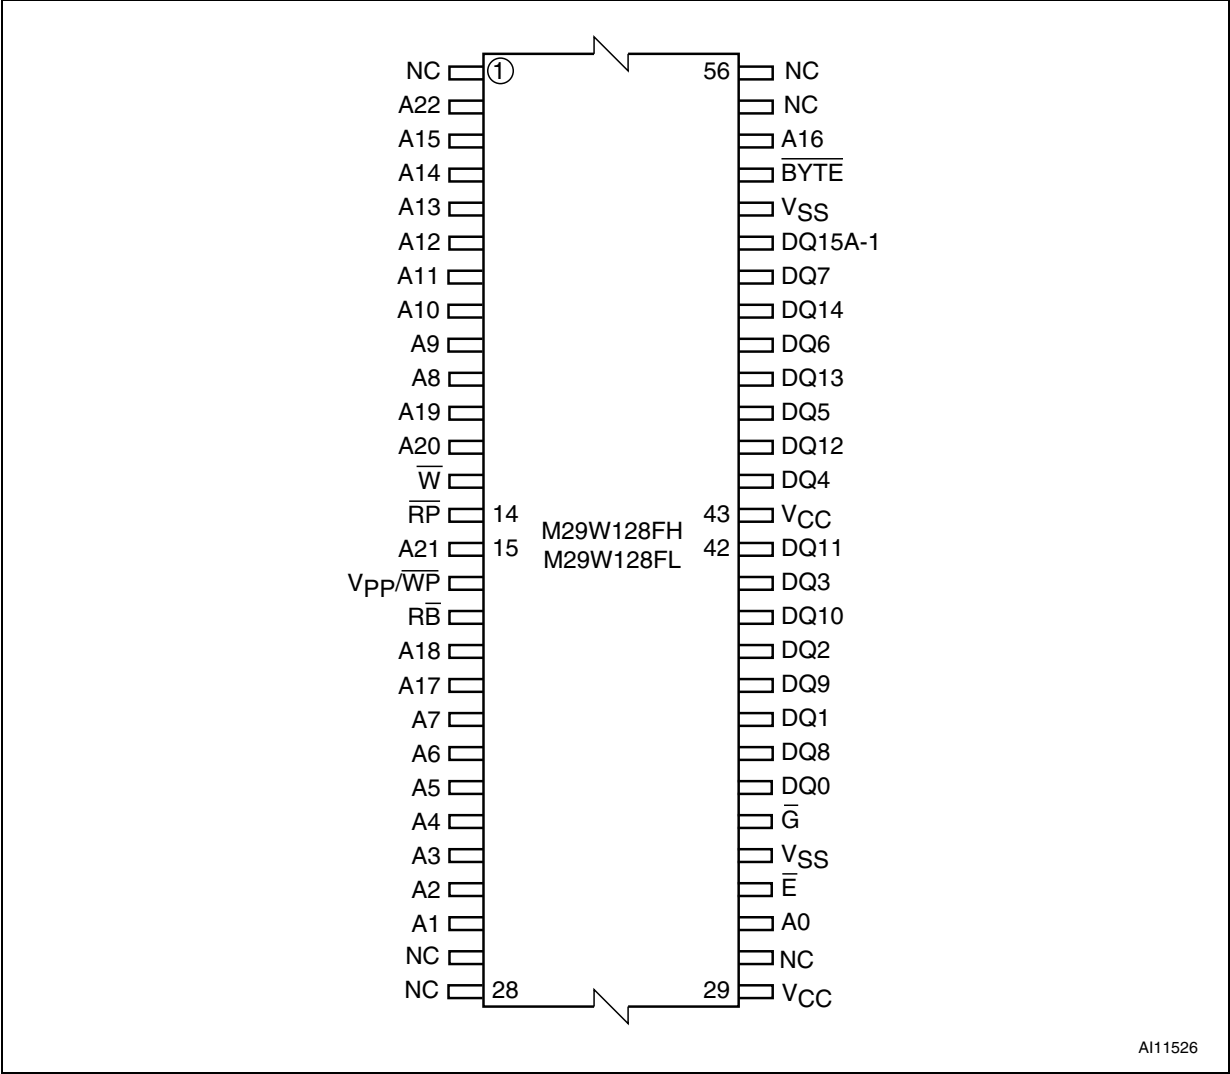 NC ① 56 NC
A22 NC
A15 A16
A14 B̅Y̅T̅E̅
A13 VSS
A12 DQ15A-1
A11 DQ7
A10 DQ14
A9 DQ6
A8 DQ13
A19 DQ5
A20 DQ12
W̅ DQ4
R̅P̅ 14 43 VCC
A21 15 42 DQ11
M29W128FH
M29W128FL
VPP/W̅P̅ DQ3
RB̅ DQ10
A18 DQ2
A17 DQ9
A7 DQ1
A6 DQ8
A5 DQ0
A4 G̅
A3 VSS
A2 E̅
A1 A0
NC NC
NC 28 29 VCC
AI11526